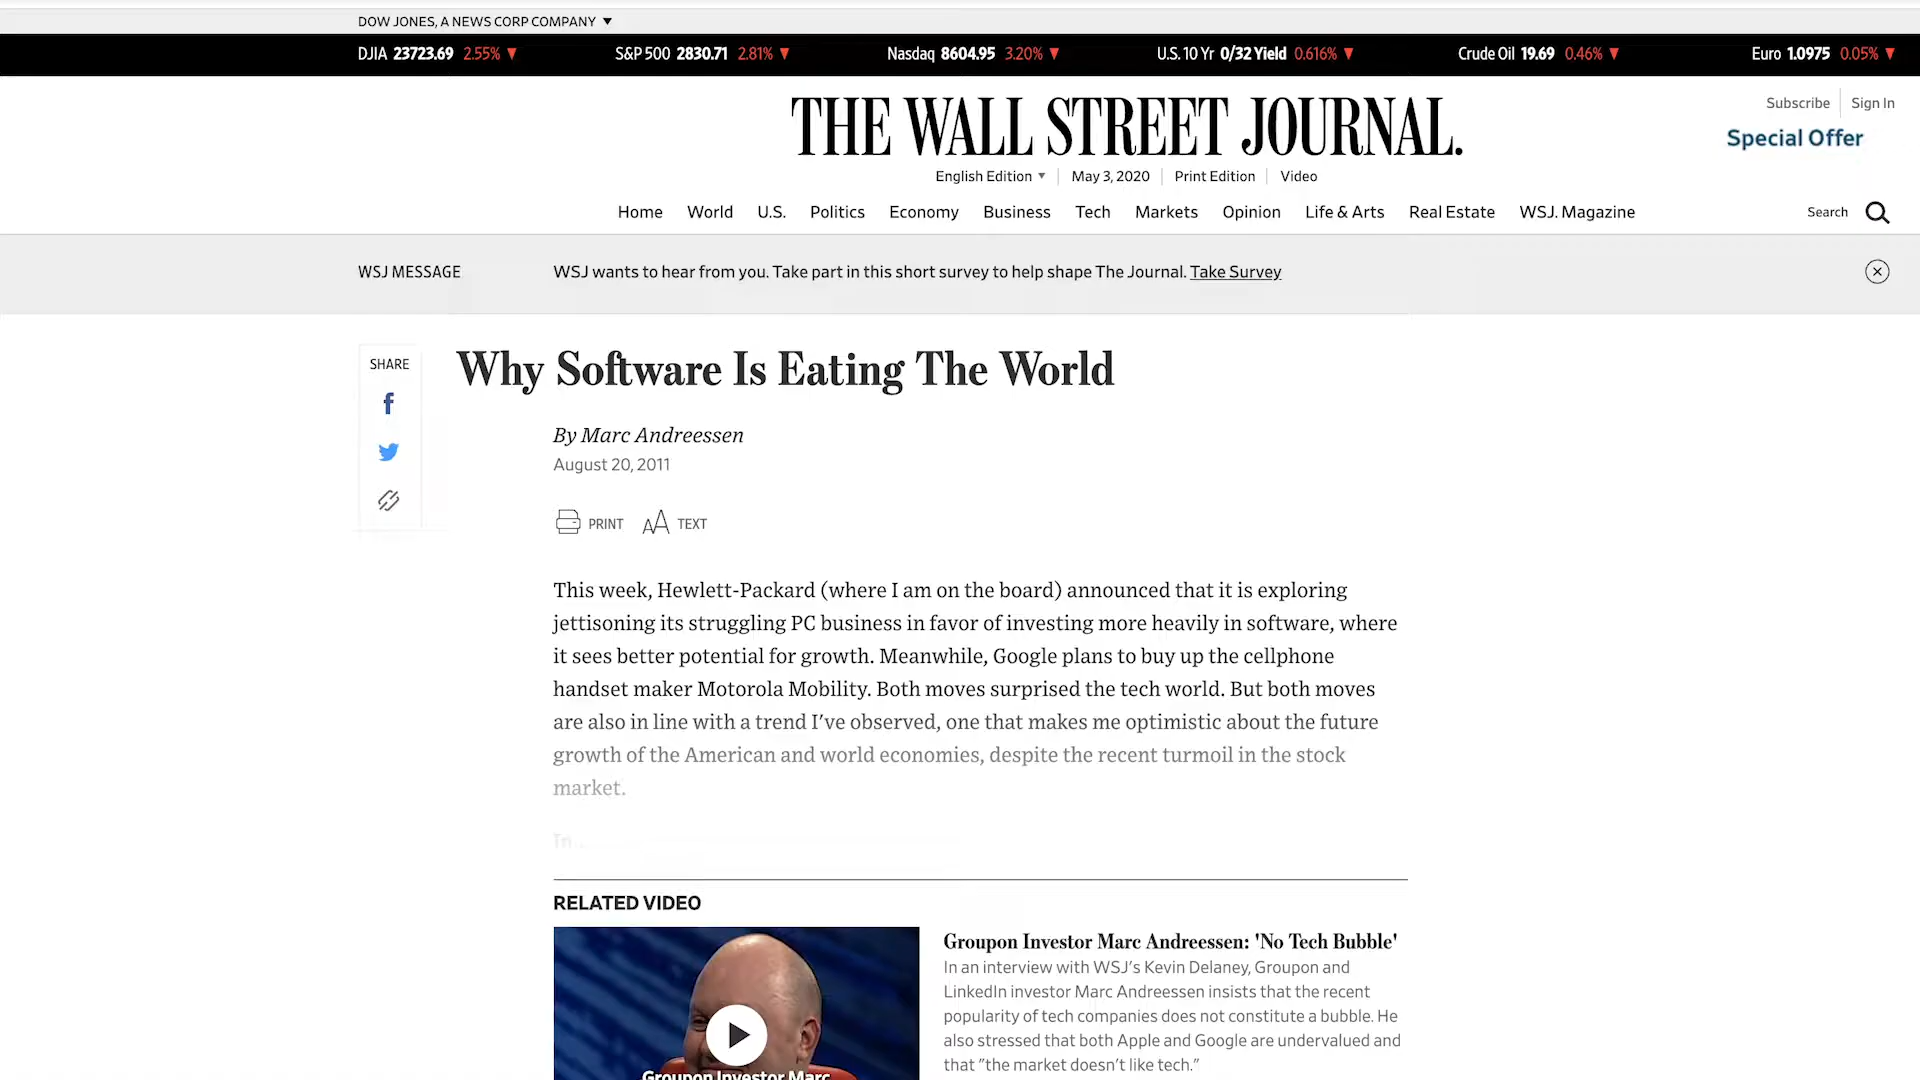 DOW JONES, A NEWS CORP COMPANY
DJIA 23723.69 2.55% S&P 500 2830.71 2.81% Nasdaq 8604.95 3.20% U.S. 10 Yr 0/32 Yield 0.616% Crude Oil 19.69 0.46% Euro 1.0975 0.05%
Subscribe Sign In
THE WALL STREET JOURNAL.
Special Offer
English Edition May 3, 2020 Print Edition Video
Home World U.S. Politics Economy Business Tech Markets Opinion Life & Arts Real Estate WSJ. Magazine Search
WSJ MESSAGE WSJ wants to hear from you. Take part in this short survey to help shape The Journal. Take Survey
SHARE
Why Software Is Eating The World
By Marc Andreessen
August 20, 2011
PRINT AA TEXT
This week, Hewlett-Packard (where I am on the board) announced that it is exploring
jettisoning its struggling PC business in favor of investing more heavily in software, where
it sees better potential for growth. Meanwhile, Google plans to buy up the cellphone
handset maker Motorola Mobility. Both moves surprised the tech world. But both moves
are also in line with a trend I've observed, one that makes me optimistic about the future
growth of the American and world economies, despite the recent turmoil in the stock
market.
In...
RELATED VIDEO
Groupon Investor Marc
Groupon Investor Marc Andreessen: 'No Tech Bubble'
In an interview with WSJ's Kevin Delaney, Groupon and
LinkedIn investor Marc Andreessen insists that the recent
popularity of tech companies does not constitute a bubble. He
also stressed that both Apple and Google are undervalued and
that "the market doesn't like tech."